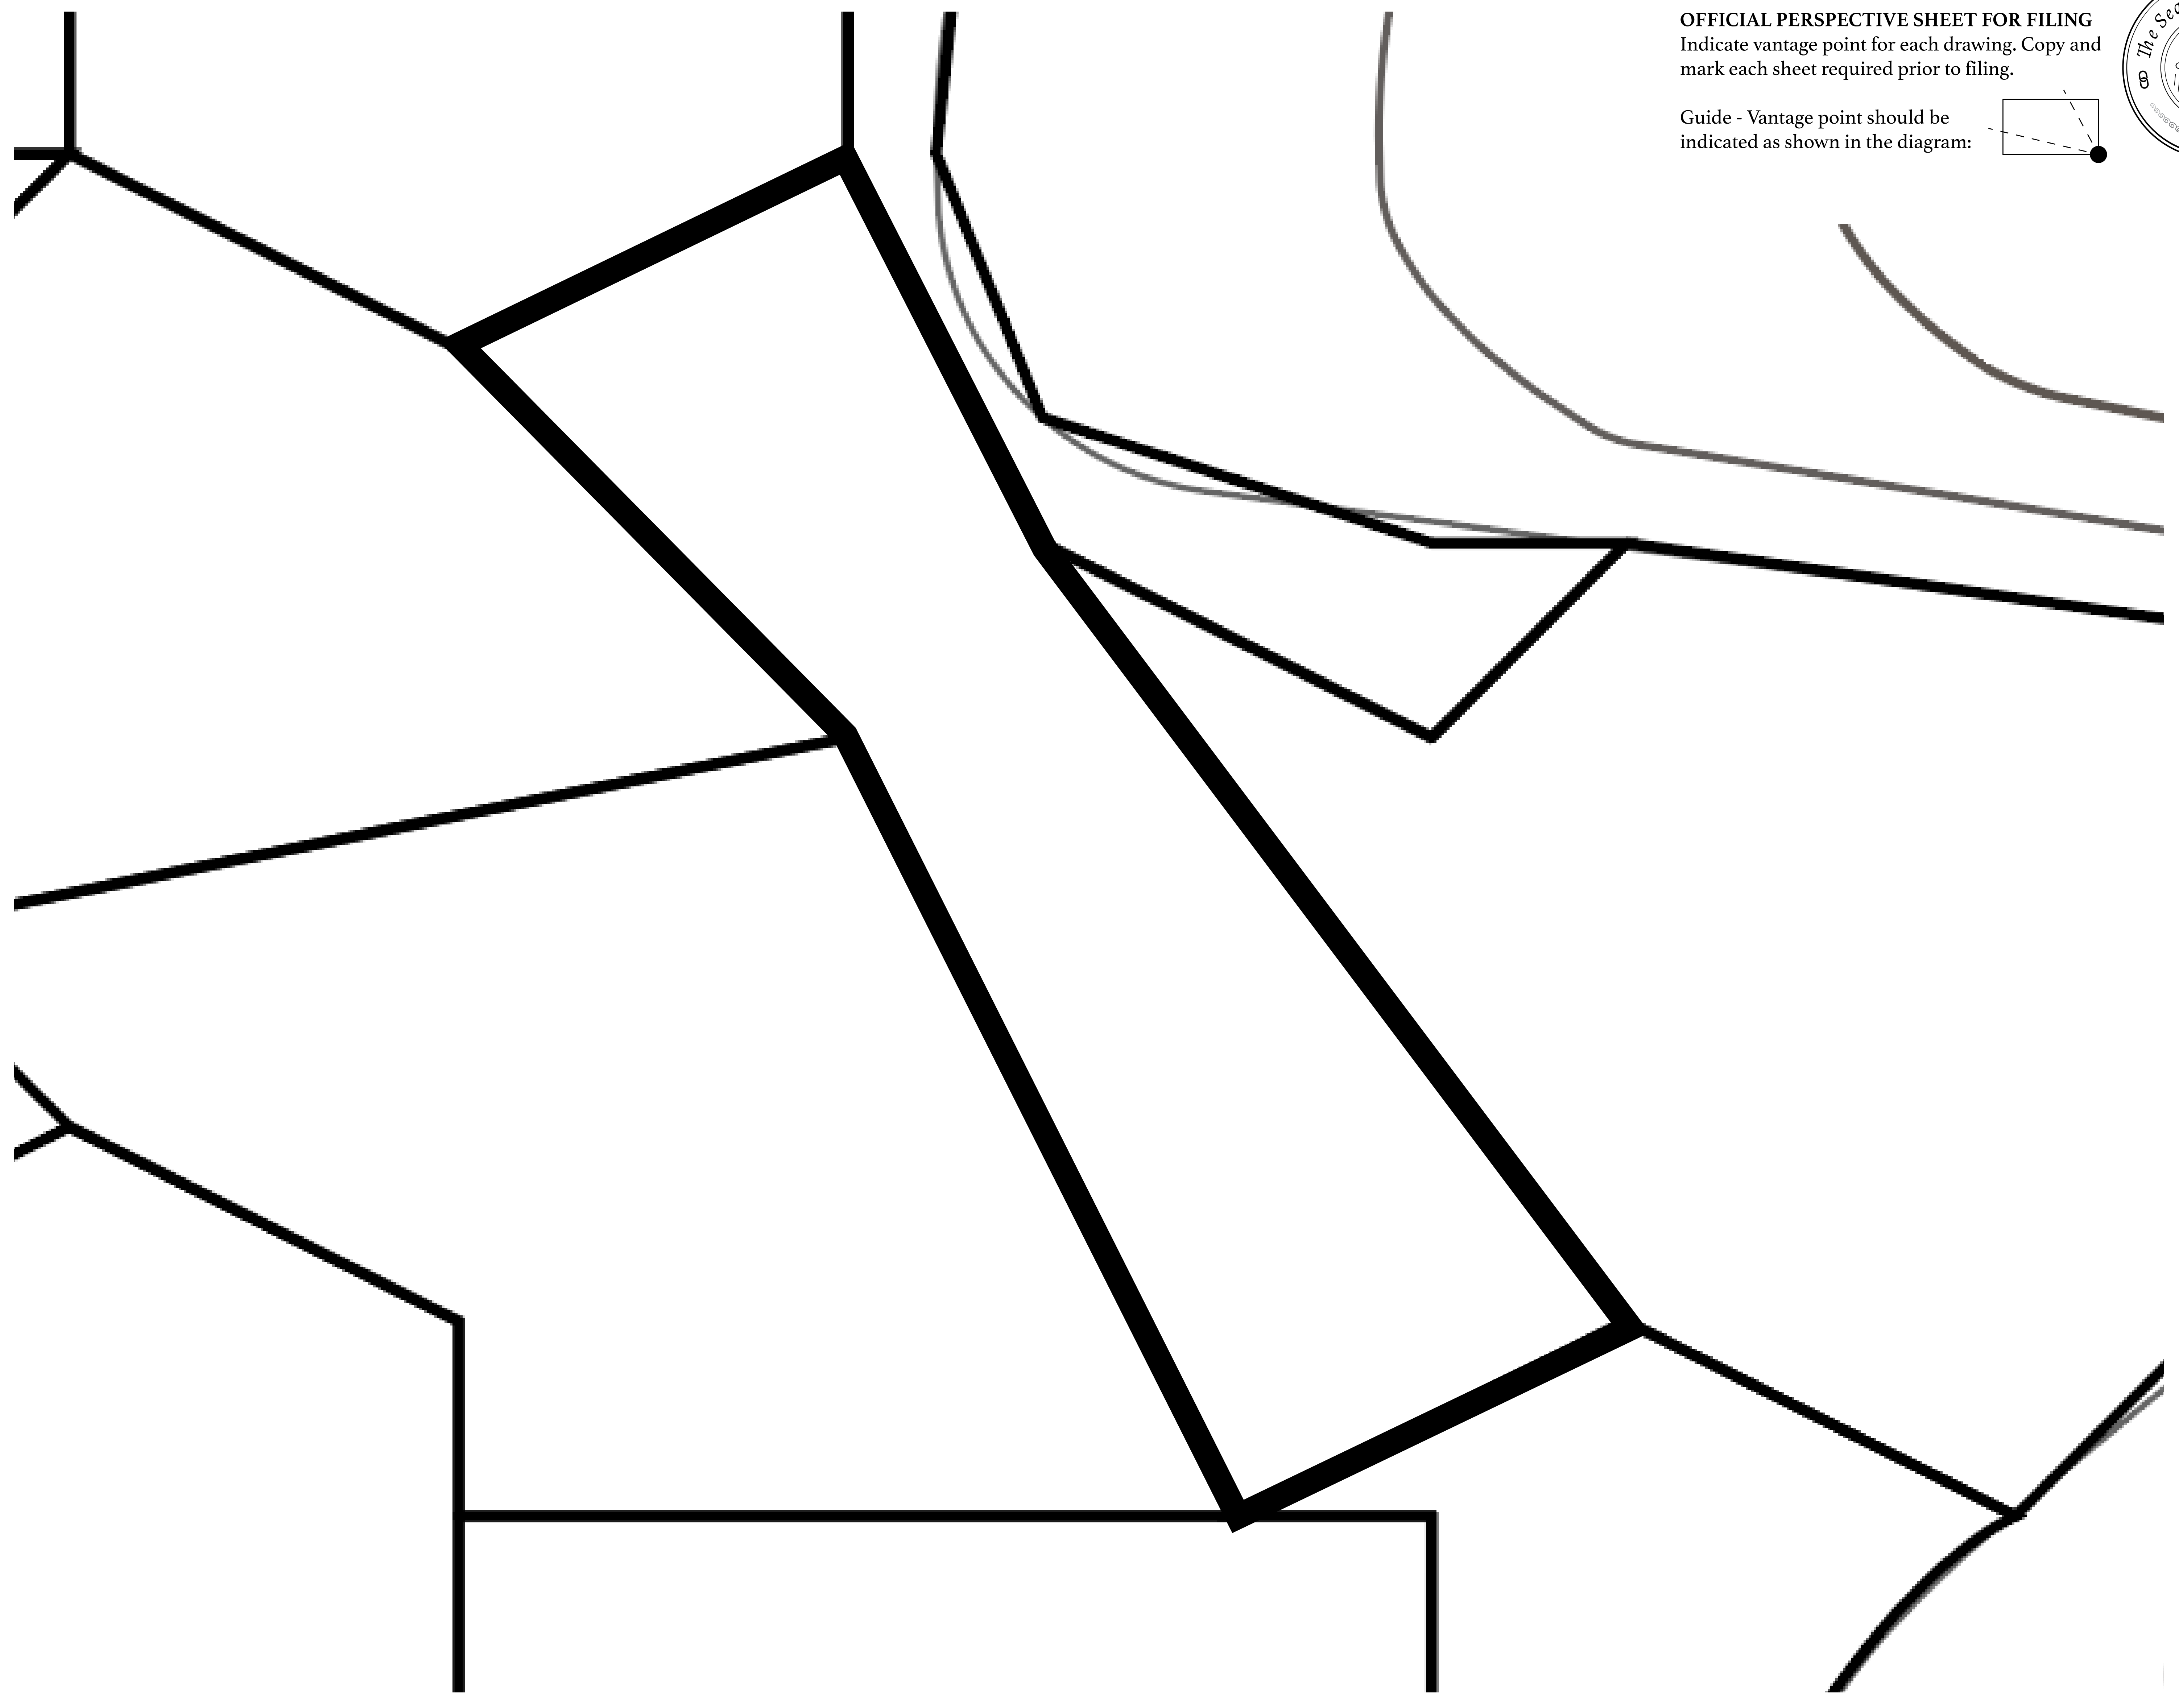 OFFICIAL PERSPECTIVE SHEET FOR FILING
Indicate vantage point for each drawing. Copy and
mark each sheet required prior to filing.
Guide - Vantage point should be
indicated as shown in the diagram:
The